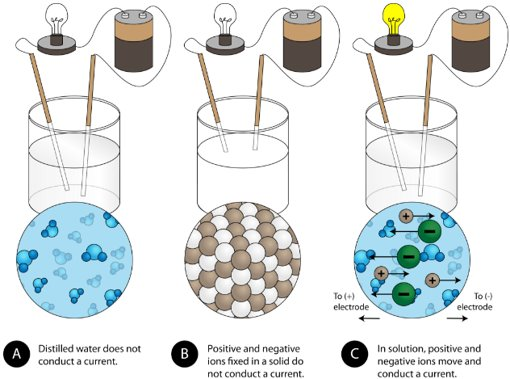 + + +
- - -
To (+)
electrode
To (-)
electrode
A
Distilled water does not
conduct a current.
B
Positive and negative
ions fixed in a solid do
not conduct a current.
C
In solution, positive and
negative ions move and
conduct a current.